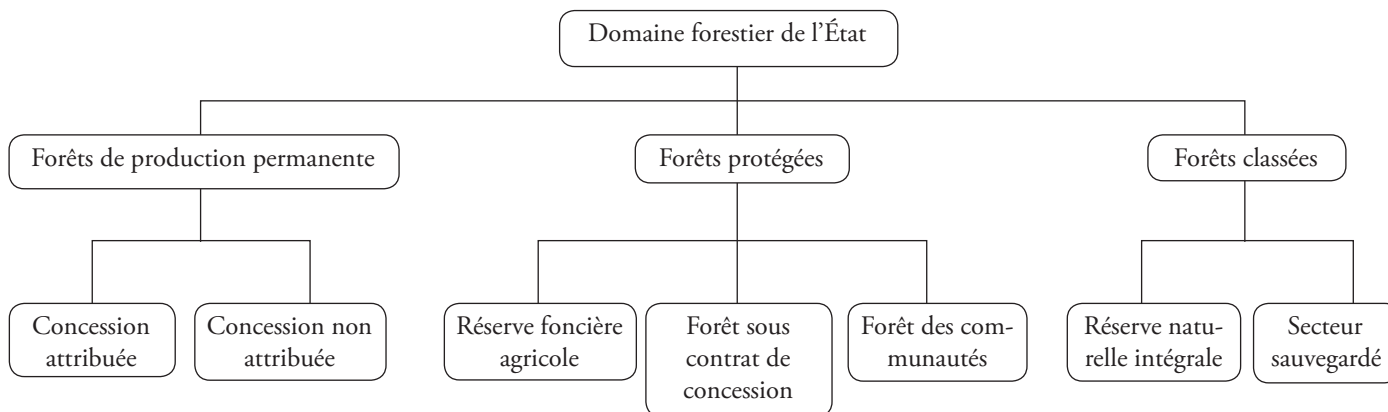 Domaine forestier de l’État
Forêts de production permanente
Forêts protégées
Forêts classées
Concession
attribuée
Concession non
attribuée
Réserve foncière
agricole
Forêt sous
contrat de
concession
Forêt des com-
munautés
Réserve natu-
relle intégrale
Secteur
sauvegardé